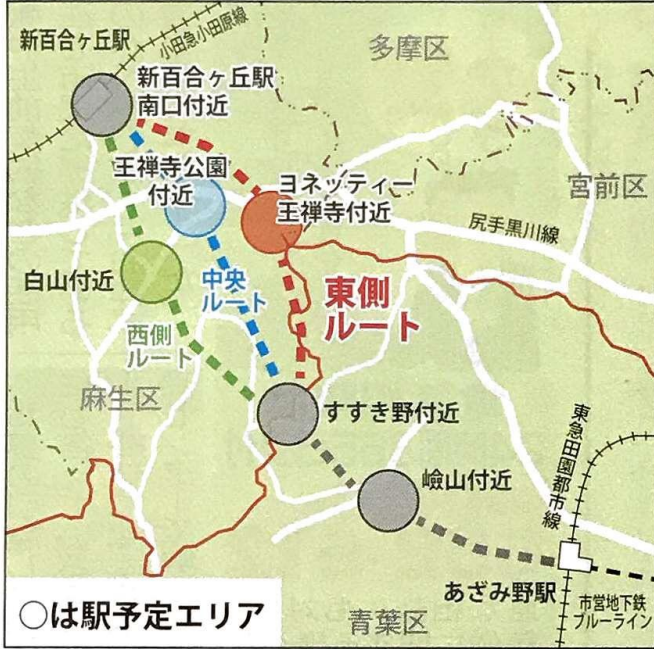 新百合ヶ丘駅
小田急小田原線
多摩区
新百合ヶ丘駅
南口付近
王禅寺公園
付近
ヨネッティー
王禅寺付近
宮前区
尻手黒川線
白山付近
中央
ルート
東側
ルート
西側
ルート
麻生区
すすき野付近
東急田園都市線
嶮山付近
あざみ野駅
市営地下鉄
ブルーライン
○は駅予定エリア
青葉区